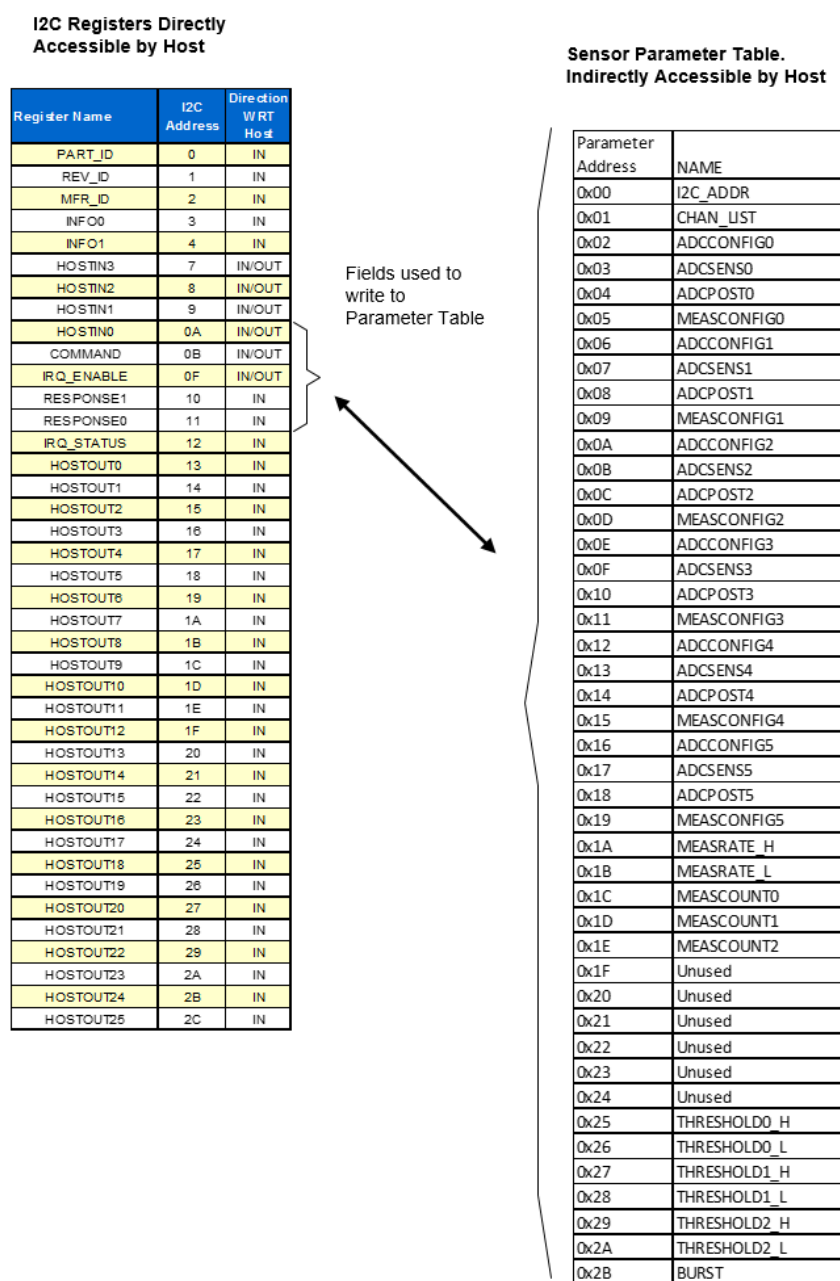 I2C Registers Directly
Accessible by Host
Register Name I2C Address Direction WRT Host
PART_ID 0 IN
REV_ID 1 IN
MFR_ID 2 IN
INFO0 3 IN
INFO1 4 IN
HOSTIN3 7 IN/OUT
HOSTIN2 8 IN/OUT
HOSTIN1 9 IN/OUT
HOSTIN0 0A IN/OUT
COMMAND 0B IN/OUT
IRQ_ENABLE 0F IN/OUT
RESPONSE1 10 IN
RESPONSE0 11 IN
IRQ_STATUS 12 IN
HOSTOUT0 13 IN
HOSTOUT1 14 IN
HOSTOUT2 15 IN
HOSTOUT3 16 IN
HOSTOUT4 17 IN
HOSTOUT5 18 IN
HOSTOUT6 19 IN
HOSTOUT7 1A IN
HOSTOUT8 1B IN
HOSTOUT9 1C IN
HOSTOUT10 1D IN
HOSTOUT11 1E IN
HOSTOUT12 1F IN
HOSTOUT13 20 IN
HOSTOUT14 21 IN
HOSTOUT15 22 IN
HOSTOUT16 23 IN
HOSTOUT17 24 IN
HOSTOUT18 25 IN
HOSTOUT19 26 IN
HOSTOUT20 27 IN
HOSTOUT21 28 IN
HOSTOUT22 29 IN
HOSTOUT23 2A IN
HOSTOUT24 2B IN
HOSTOUT25 2C IN
Fields used to
write to
Parameter Table
Sensor Parameter Table.
Indirectly Accessible by Host
Parameter
Address NAME
0x00 I2C_ADDR
0x01 CHAN_LIST
0x02 ADCCONFIG0
0x03 ADCSENS0
0x04 ADCPOST0
0x05 MEASCONFIG0
0x06 ADCCONFIG1
0x07 ADCSENS1
0x08 ADCPOST1
0x09 MEASCONFIG1
0x0A ADCCONFIG2
0x0B ADCSENS2
0x0C ADCPOST2
0x0D MEASCONFIG2
0x0E ADCCONFIG3
0x0F ADCSENS3
0x10 ADCPOST3
0x11 MEASCONFIG3
0x12 ADCCONFIG4
0x13 ADCSENS4
0x14 ADCPOST4
0x15 MEASCONFIG4
0x16 ADCCONFIG5
0x17 ADCSENS5
0x18 ADCPOST5
0x19 MEASCONFIG5
0x1A MEASRATE_H
0x1B MEASRATE_L
0x1C MEASCOUNT0
0x1D MEASCOUNT1
0x1E MEASCOUNT2
0x1F Unused
0x20 Unused
0x21 Unused
0x22 Unused
0x23 Unused
0x24 Unused
0x25 THRESHOLD0_H
0x26 THRESHOLD0_L
0x27 THRESHOLD1_H
0x28 THRESHOLD1_L
0x29 THRESHOLD2_H
0x2A THRESHOLD2_L
0x2B BURST